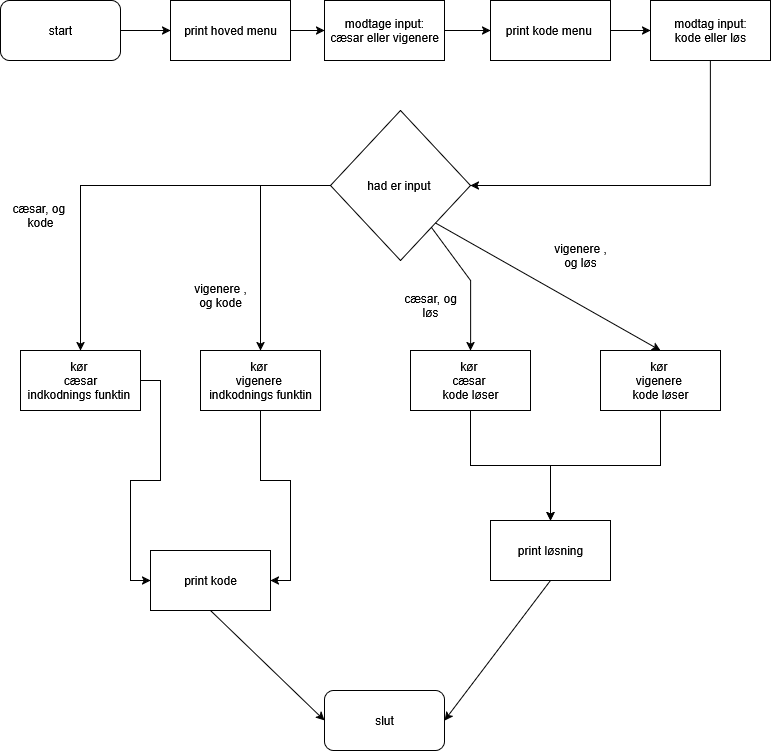 start
print hoved menu
modtage input:
cæsar eller vigenere
print kode menu
modtag input:
kode eller løs
had er input
cæsar, og
kode
vigenere ,
og kode
cæsar, og
løs
vigenere ,
og løs
kør
cæsar
indkodnings funktin
kør
vigenere
indkodnings funktin
kør
cæsar
kode løser
kør
vigenere
kode løser
print kode
print løsning
slut